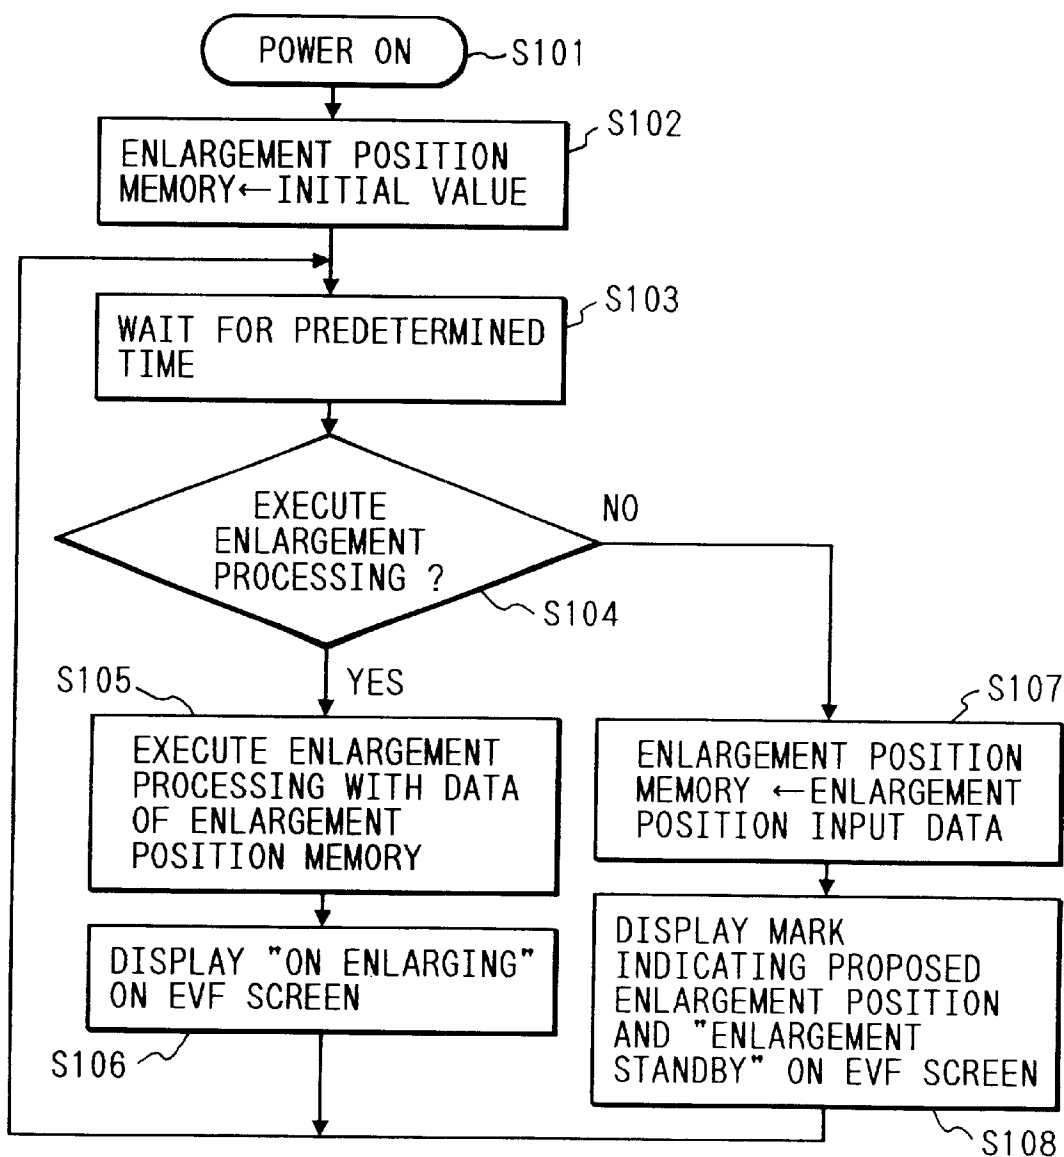 POWER ON
S101
S102
ENLARGEMENT POSITION
MEMORY←INITIAL VALUE
S103
WAIT FOR PREDETERMINED
TIME
EXECUTE
ENLARGEMENT
PROCESSING ?
NO
S104
YES
S105
EXECUTE ENLARGEMENT
PROCESSING WITH DATA
OF ENLARGEMENT
POSITION MEMORY
DISPLAY "ON ENLARGING"
ON EVF SCREEN
S106
S107
ENLARGEMENT POSITION
MEMORY ←ENLARGEMENT
POSITION INPUT DATA
DISPLAY MARK
INDICATING PROPOSED
ENLARGEMENT POSITION
AND "ENLARGEMENT
STANDBY" ON EVF SCREEN
S108